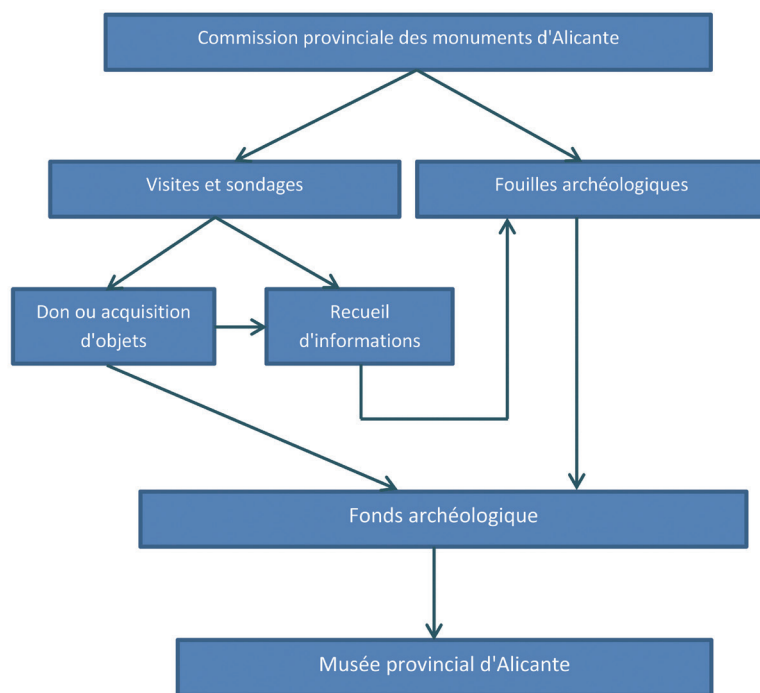 Commission provinciale des monuments d'Alicante
Visites et sondages
Fouilles archéologiques
Don ou acquisition
d'objets
Recueil
d'informations
Fonds archéologique
Musée provincial d'Alicante